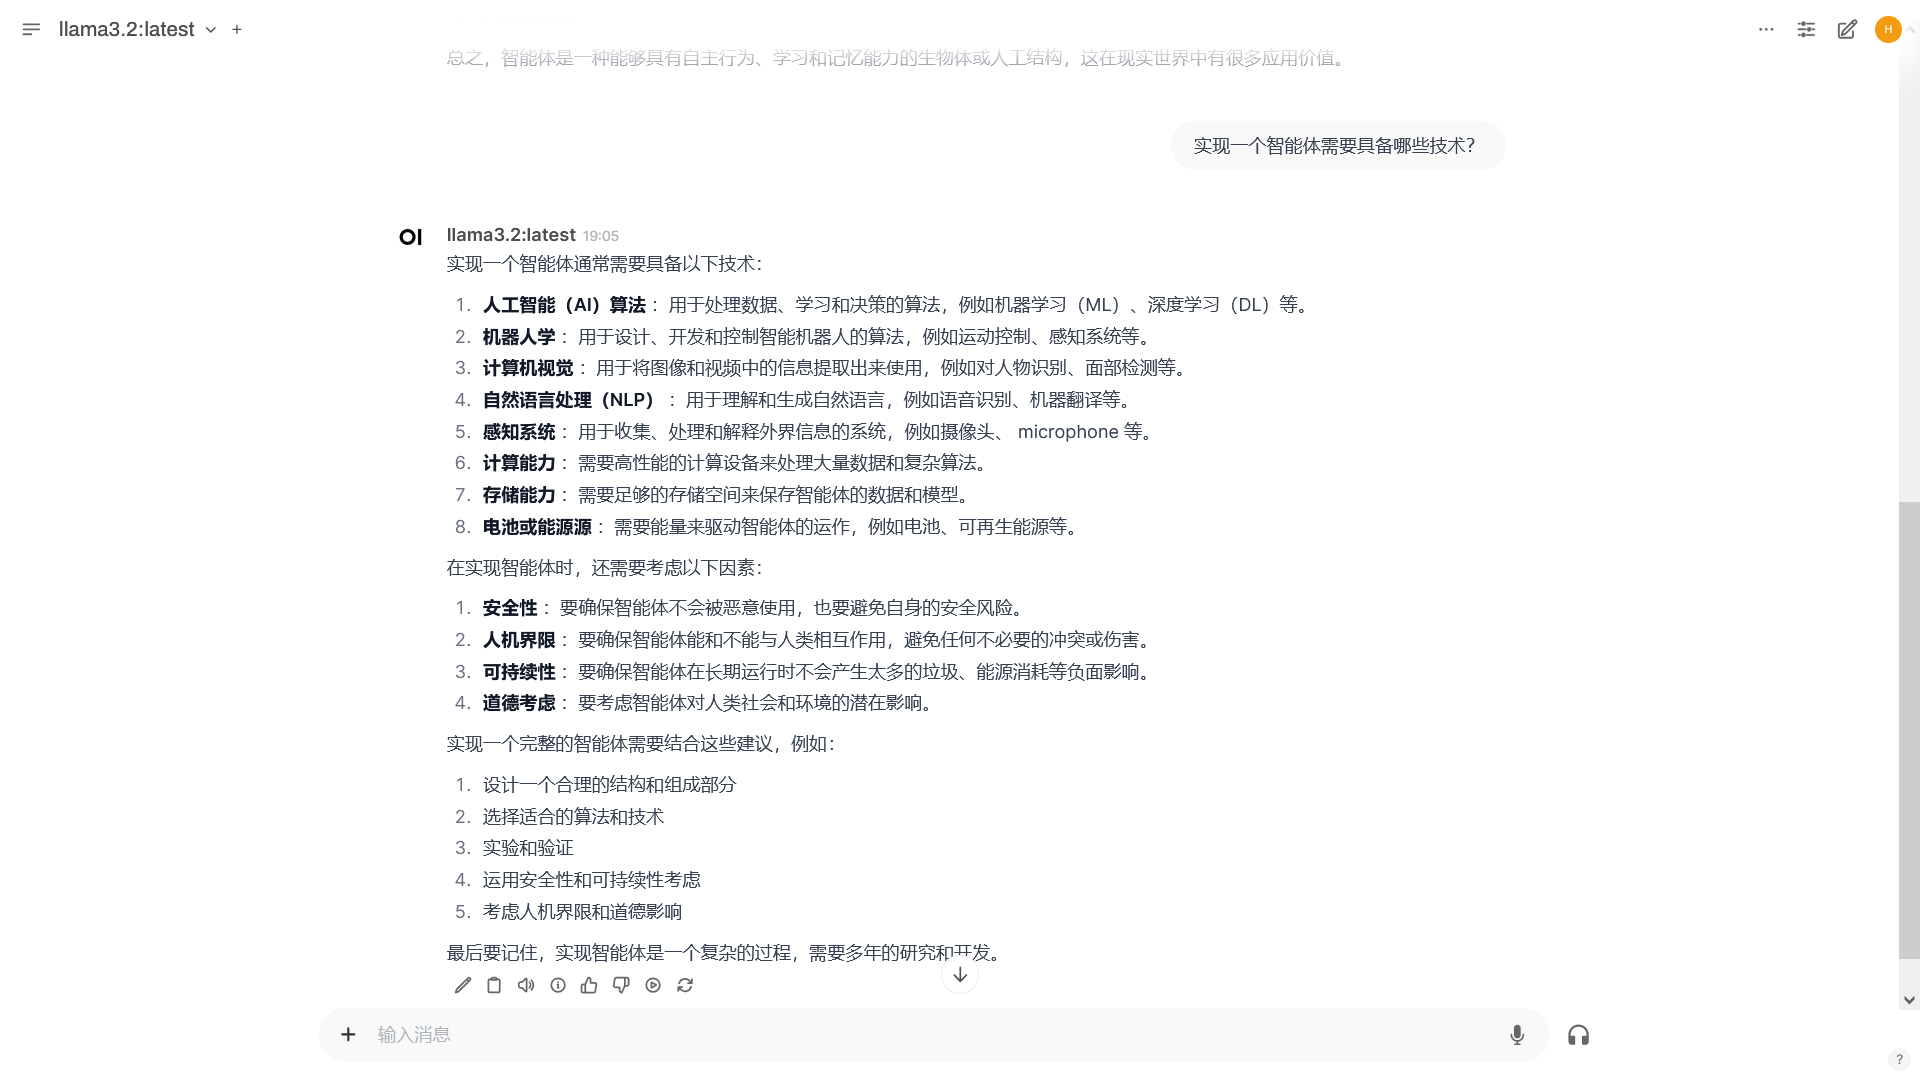 llama3.2:latest
H
总之，智能体是一种能够具有自主行为、学习和记忆能力的生物体或人工结构，这在现实世界中有很多应用价值。
实现一个智能体需要具备哪些技术？
OI llama3.2:latest 19:05
实现一个智能体通常需要具备以下技术：
1. 人工智能（AI）算法： 用于处理数据、学习和决策的算法，例如机器学习（ML）、深度学习（DL）等。
2. 机器人学： 用于设计、开发和控制智能机器人的算法，例如运动控制、感知系统等。
3. 计算机视觉： 用于将图像和视频中的信息提取出来使用，例如对人物识别、面部检测等。
4. 自然语言处理（NLP）： 用于理解和生成自然语言，例如语音识别、机器翻译等。
5. 感知系统： 用于收集、处理和解释外界信息的系统，例如摄像头、 microphone 等。
6. 计算能力： 需要高性能的计算设备来处理大量数据和复杂算法。
7. 存储能力： 需要足够的存储空间来保存智能体的数据和模型。
8. 电池或能源源： 需要能量来驱动智能体的运作，例如电池、可再生能源等。
在实现智能体时，还需要考虑以下因素：
1. 安全性： 要确保智能体不会被恶意使用，也要避免自身的安全风险。
2. 人机界限： 要确保智能体能和不能与人类相互作用，避免任何不必要的冲突或伤害。
3. 可持续性： 要确保智能体在长期运行时不会产生太多的垃圾、能源消耗等负面影响。
4. 道德考虑： 要考虑智能体对人类社会和环境的潜在影响。
实现一个完整的智能体需要结合这些建议，例如：
1. 设计一个合理的结构和组成部分
2. 选择适合的算法和技术
3. 实验和验证
4. 运用安全性和可持续性考虑
5. 考虑人机界限和道德影响
最后要记住，实现智能体是一个复杂的过程，需要多年的研究和开发。
输入消息
?